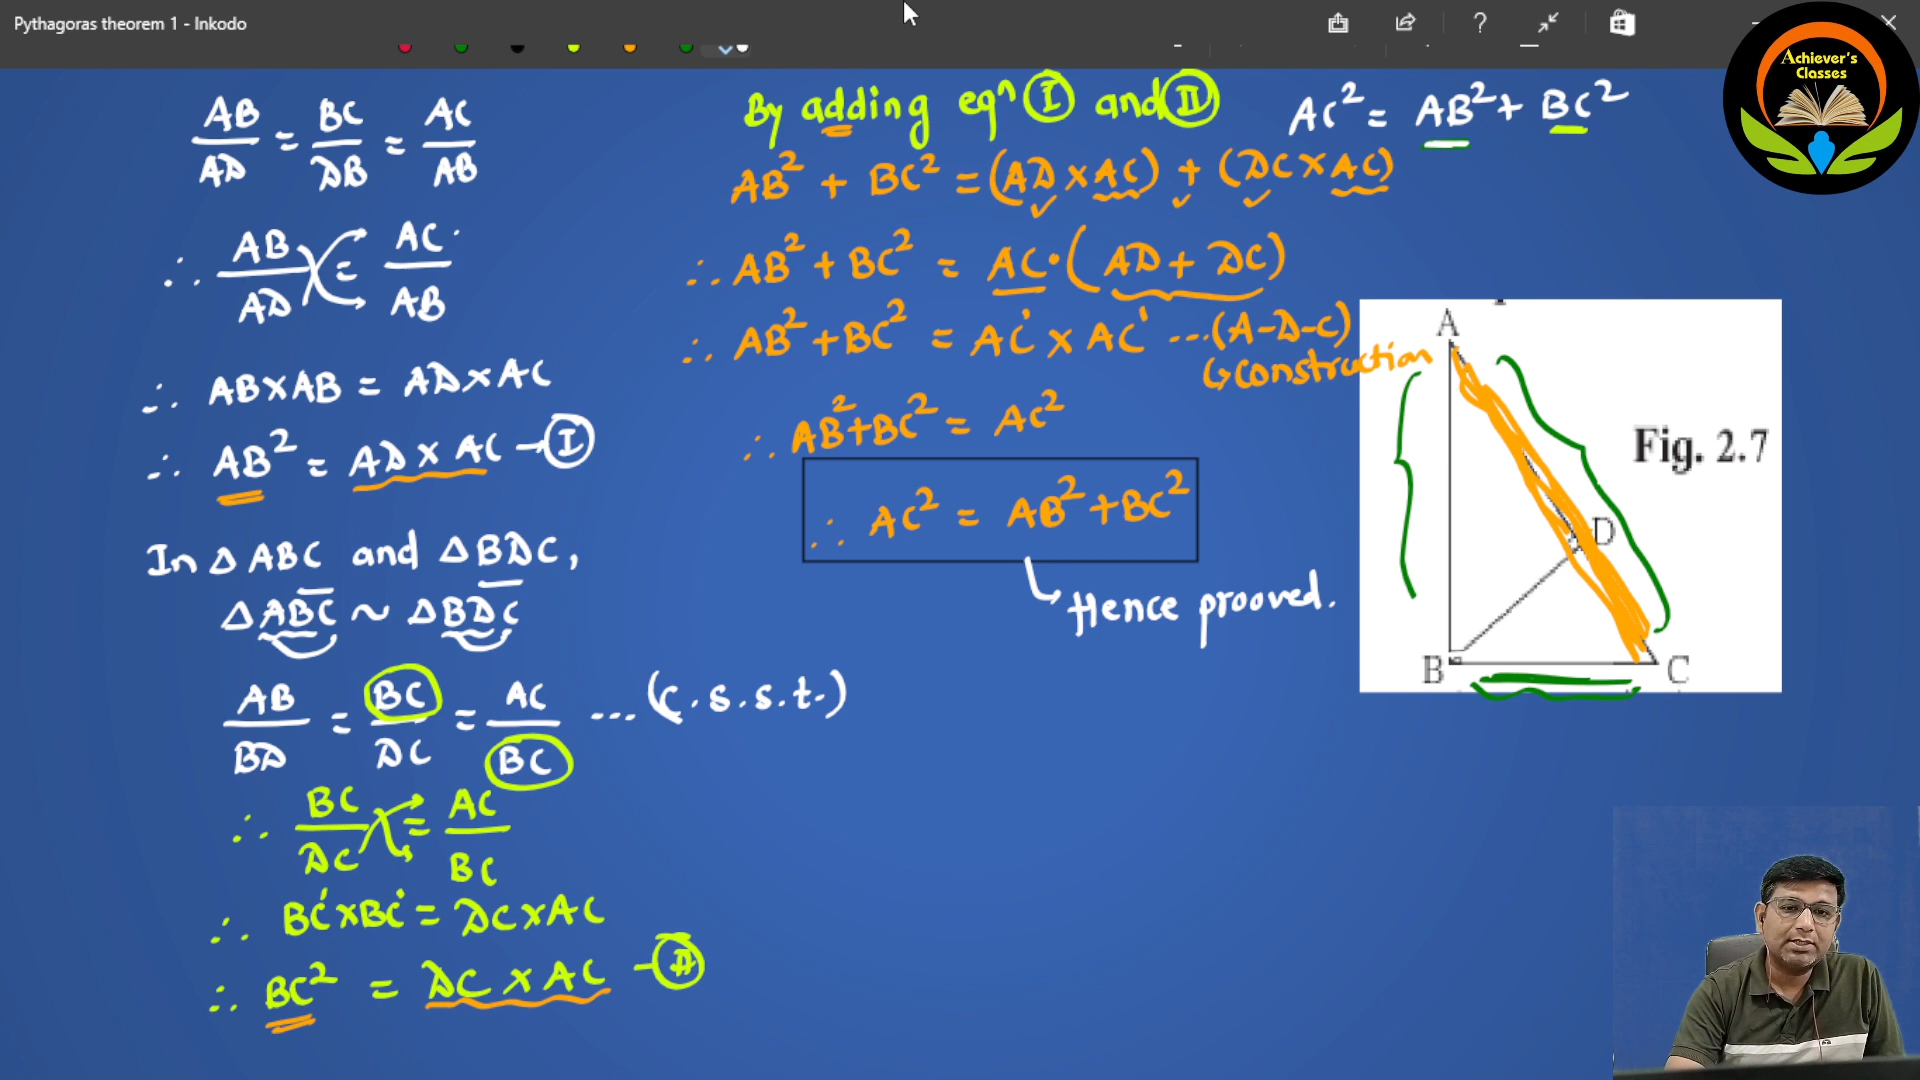 Pythagoras theorem 1 - Inkodo
Achiever's
Classes
AB/AD = BC/DB = AC/AB
∴ AB/AD = AC/AB
∴ AB×AB = AD×AC
∴ AB² = AD × AC → Ⓘ
In △ABC and △BDC,
△ABC ~ △BDC
AB/BD = BC/DC = AC/BC ... (c.s.s.t.)
∴ BC/DC = AC/BC
∴ BC×BC = DC×AC
∴ BC² = DC × AC - Ⅱ
By adding eqⁿ Ⓘ and Ⅱ
AB² + BC² = (AD×AC) + (DC×AC)
∴ AB² + BC² = AC·(AD + DC)
∴ AB² + BC² = AC × AC ...(A-D-C)
↳ construction
∴ AB²+BC² = AC²
∴ AC² = AB²+BC²
↳ Hence prooved.
AC² = AB² + BC²
A
Fig. 2.7
D
B
C